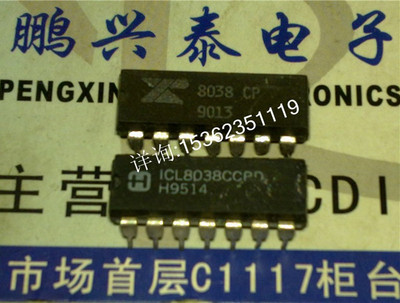 鹏兴泰电子
PENGXIN RONICS
8038 CP
9013
详询:15362351119
ICL8038CCPD
H9514
主营 CDI
市场首层C1117柜台